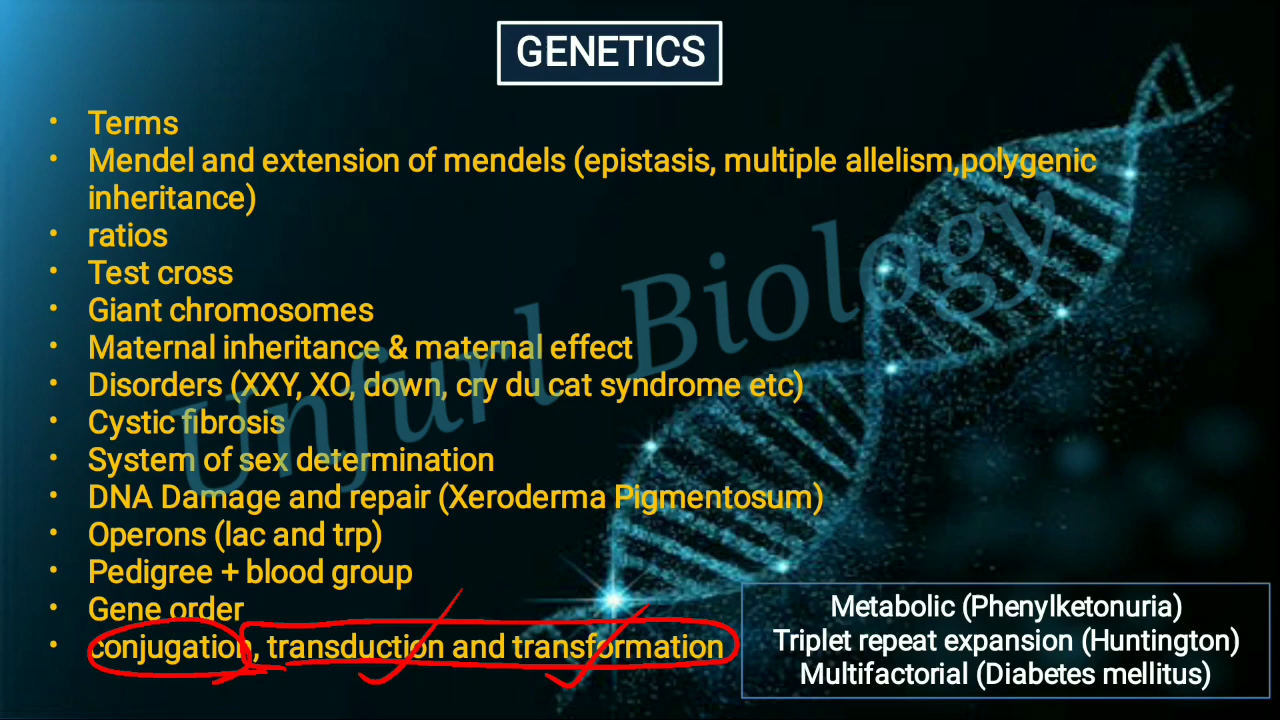 GENETICS
• Terms
• Mendel and extension of mendels (epistasis, multiple allelism,polygenic
inheritance)
• ratios
• Test cross
• Giant chromosomes
• Maternal inheritance & maternal effect
• Disorders (XXY, XO, down, cry du cat syndrome etc)
• Cystic fibrosis
• System of sex determination
• DNA Damage and repair (Xeroderma Pigmentosum)
• Operons (lac and trp)
• Pedigree + blood group
• Gene order
• conjugation, transduction and transformation
Metabolic (Phenylketonuria)
Triplet repeat expansion (Huntington)
Multifactorial (Diabetes mellitus)
Unfurl Biology